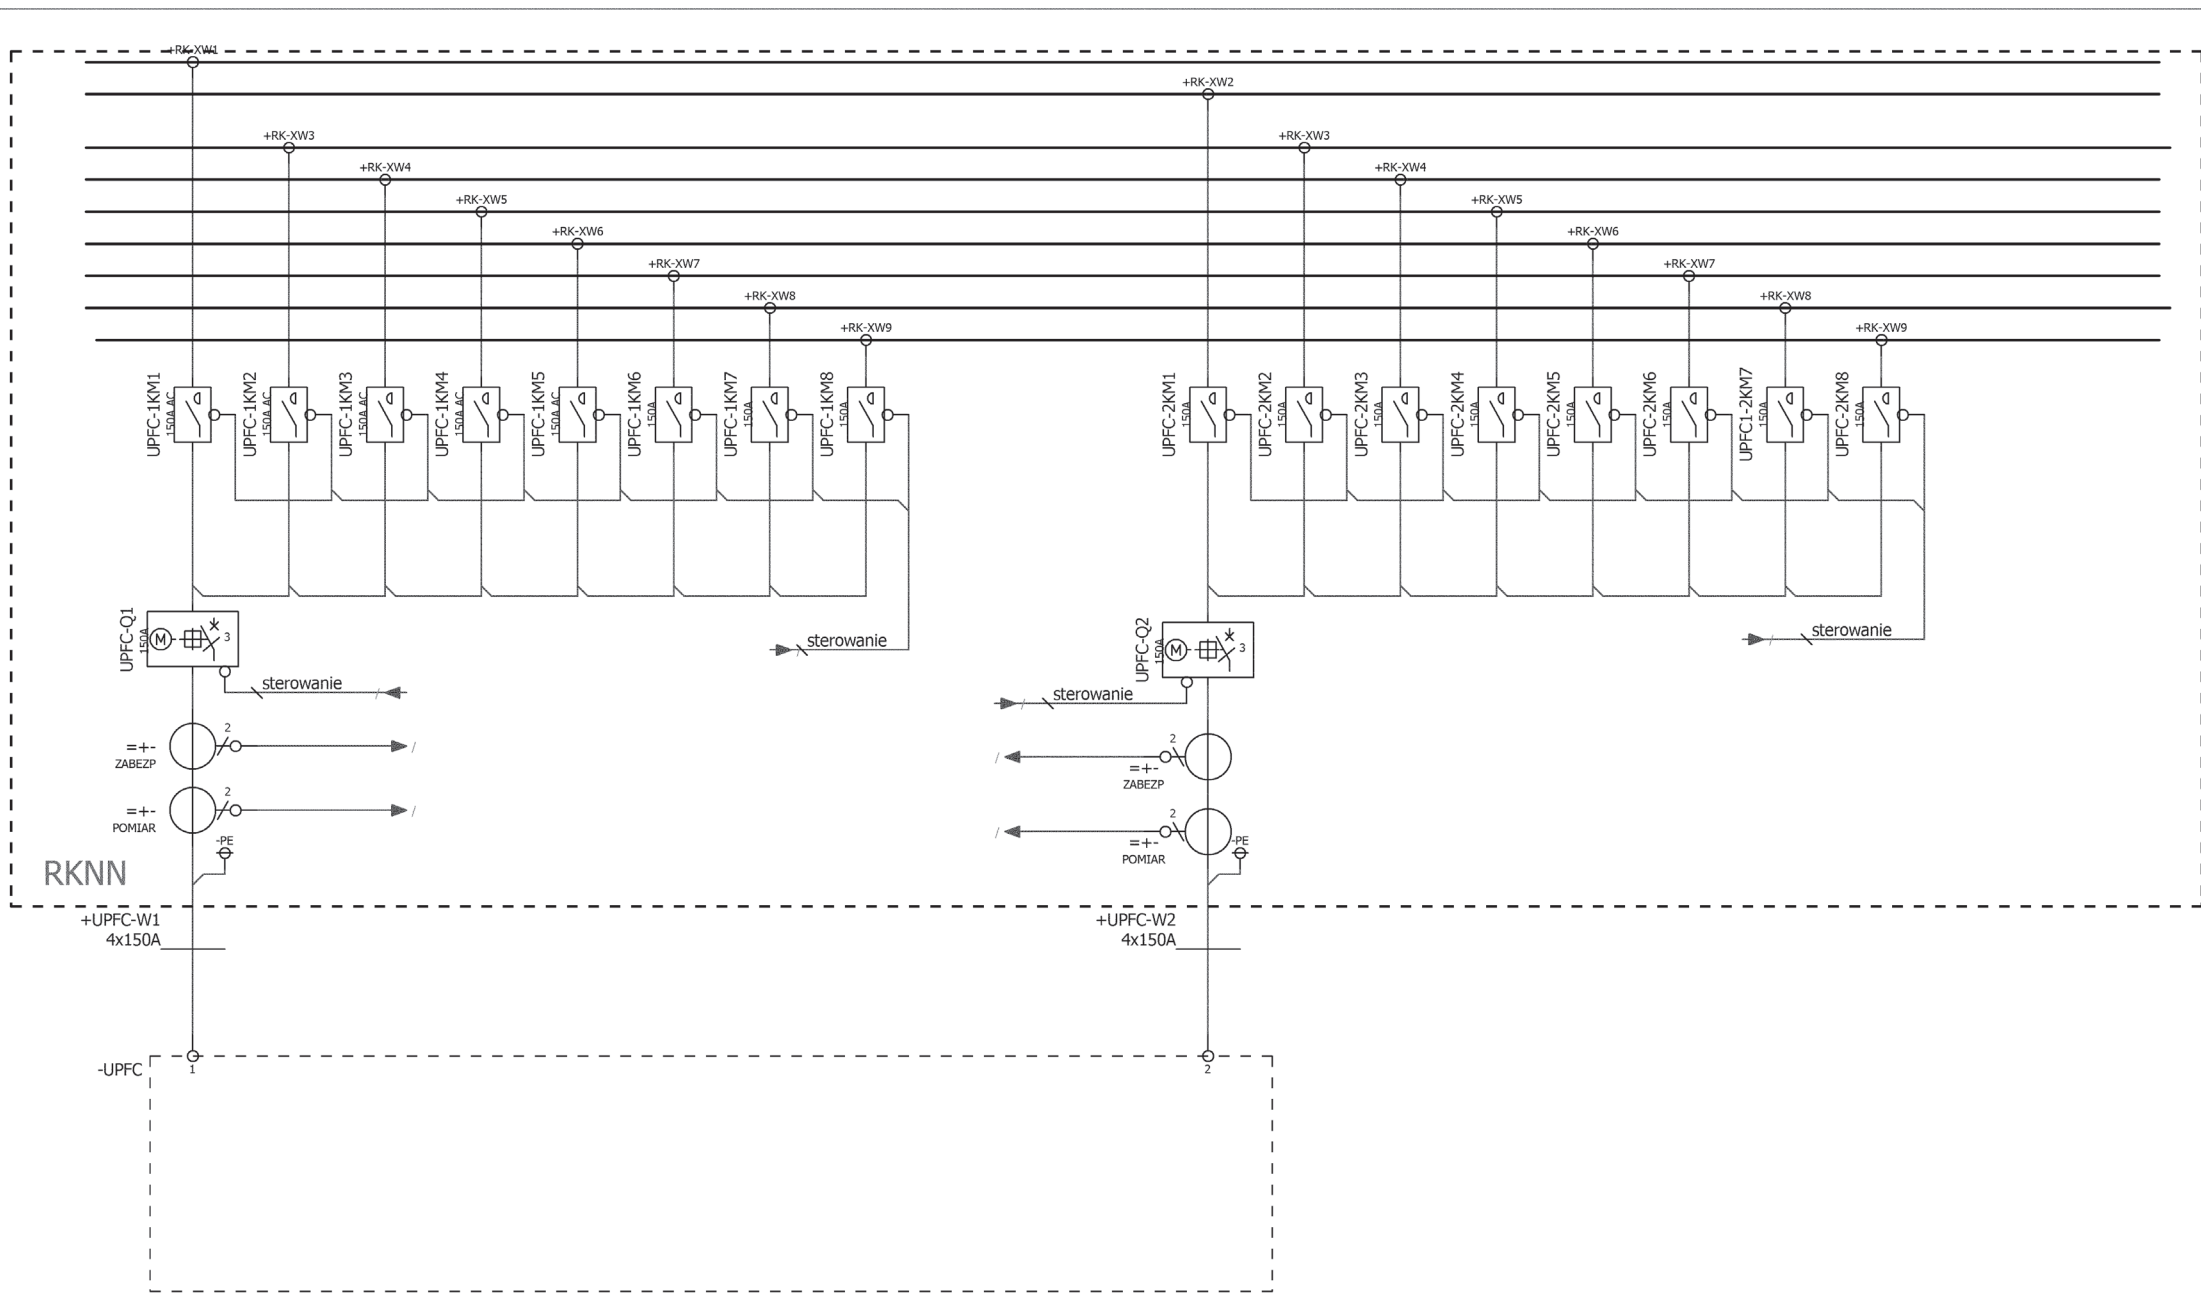 +RK-XW1
+RK-XW2
+RK-XW3
+RK-XW3
+RK-XW4
+RK-XW4
+RK-XW5
+RK-XW5
+RK-XW6
+RK-XW6
+RK-XW7
+RK-XW7
+RK-XW8
+RK-XW8
+RK-XW9
+RK-XW9
UPFC-1KM1
150A AC
UPFC-1KM2
150A AC
UPFC-1KM3
150A AC
UPFC-1KM4
150A AC
UPFC-1KM5
150A AC
UPFC-1KM6
150A
UPFC-1KM7
150A
UPFC-1KM8
150A
UPFC-2KM1
150A
UPFC-2KM2
150A
UPFC-2KM3
150A
UPFC-2KM4
150A
UPFC-2KM5
150A
UPFC-2KM6
150A
UPFC1-2KM7
150A
UPFC-2KM8
150A
UPFC-Q1
150A
M
3
sterowanie
sterowanie
UPFC-Q2
150A
M
3
sterowanie
sterowanie
2
=+-
ZABEZP
/
2
=+-
POMIAR
/
-PE
2
/
=+-
ZABEZP
2
/
=+-
POMIAR
-PE
RKNN
+UPFC-W1
4x150A
+UPFC-W2
4x150A
-UPFC
1
2